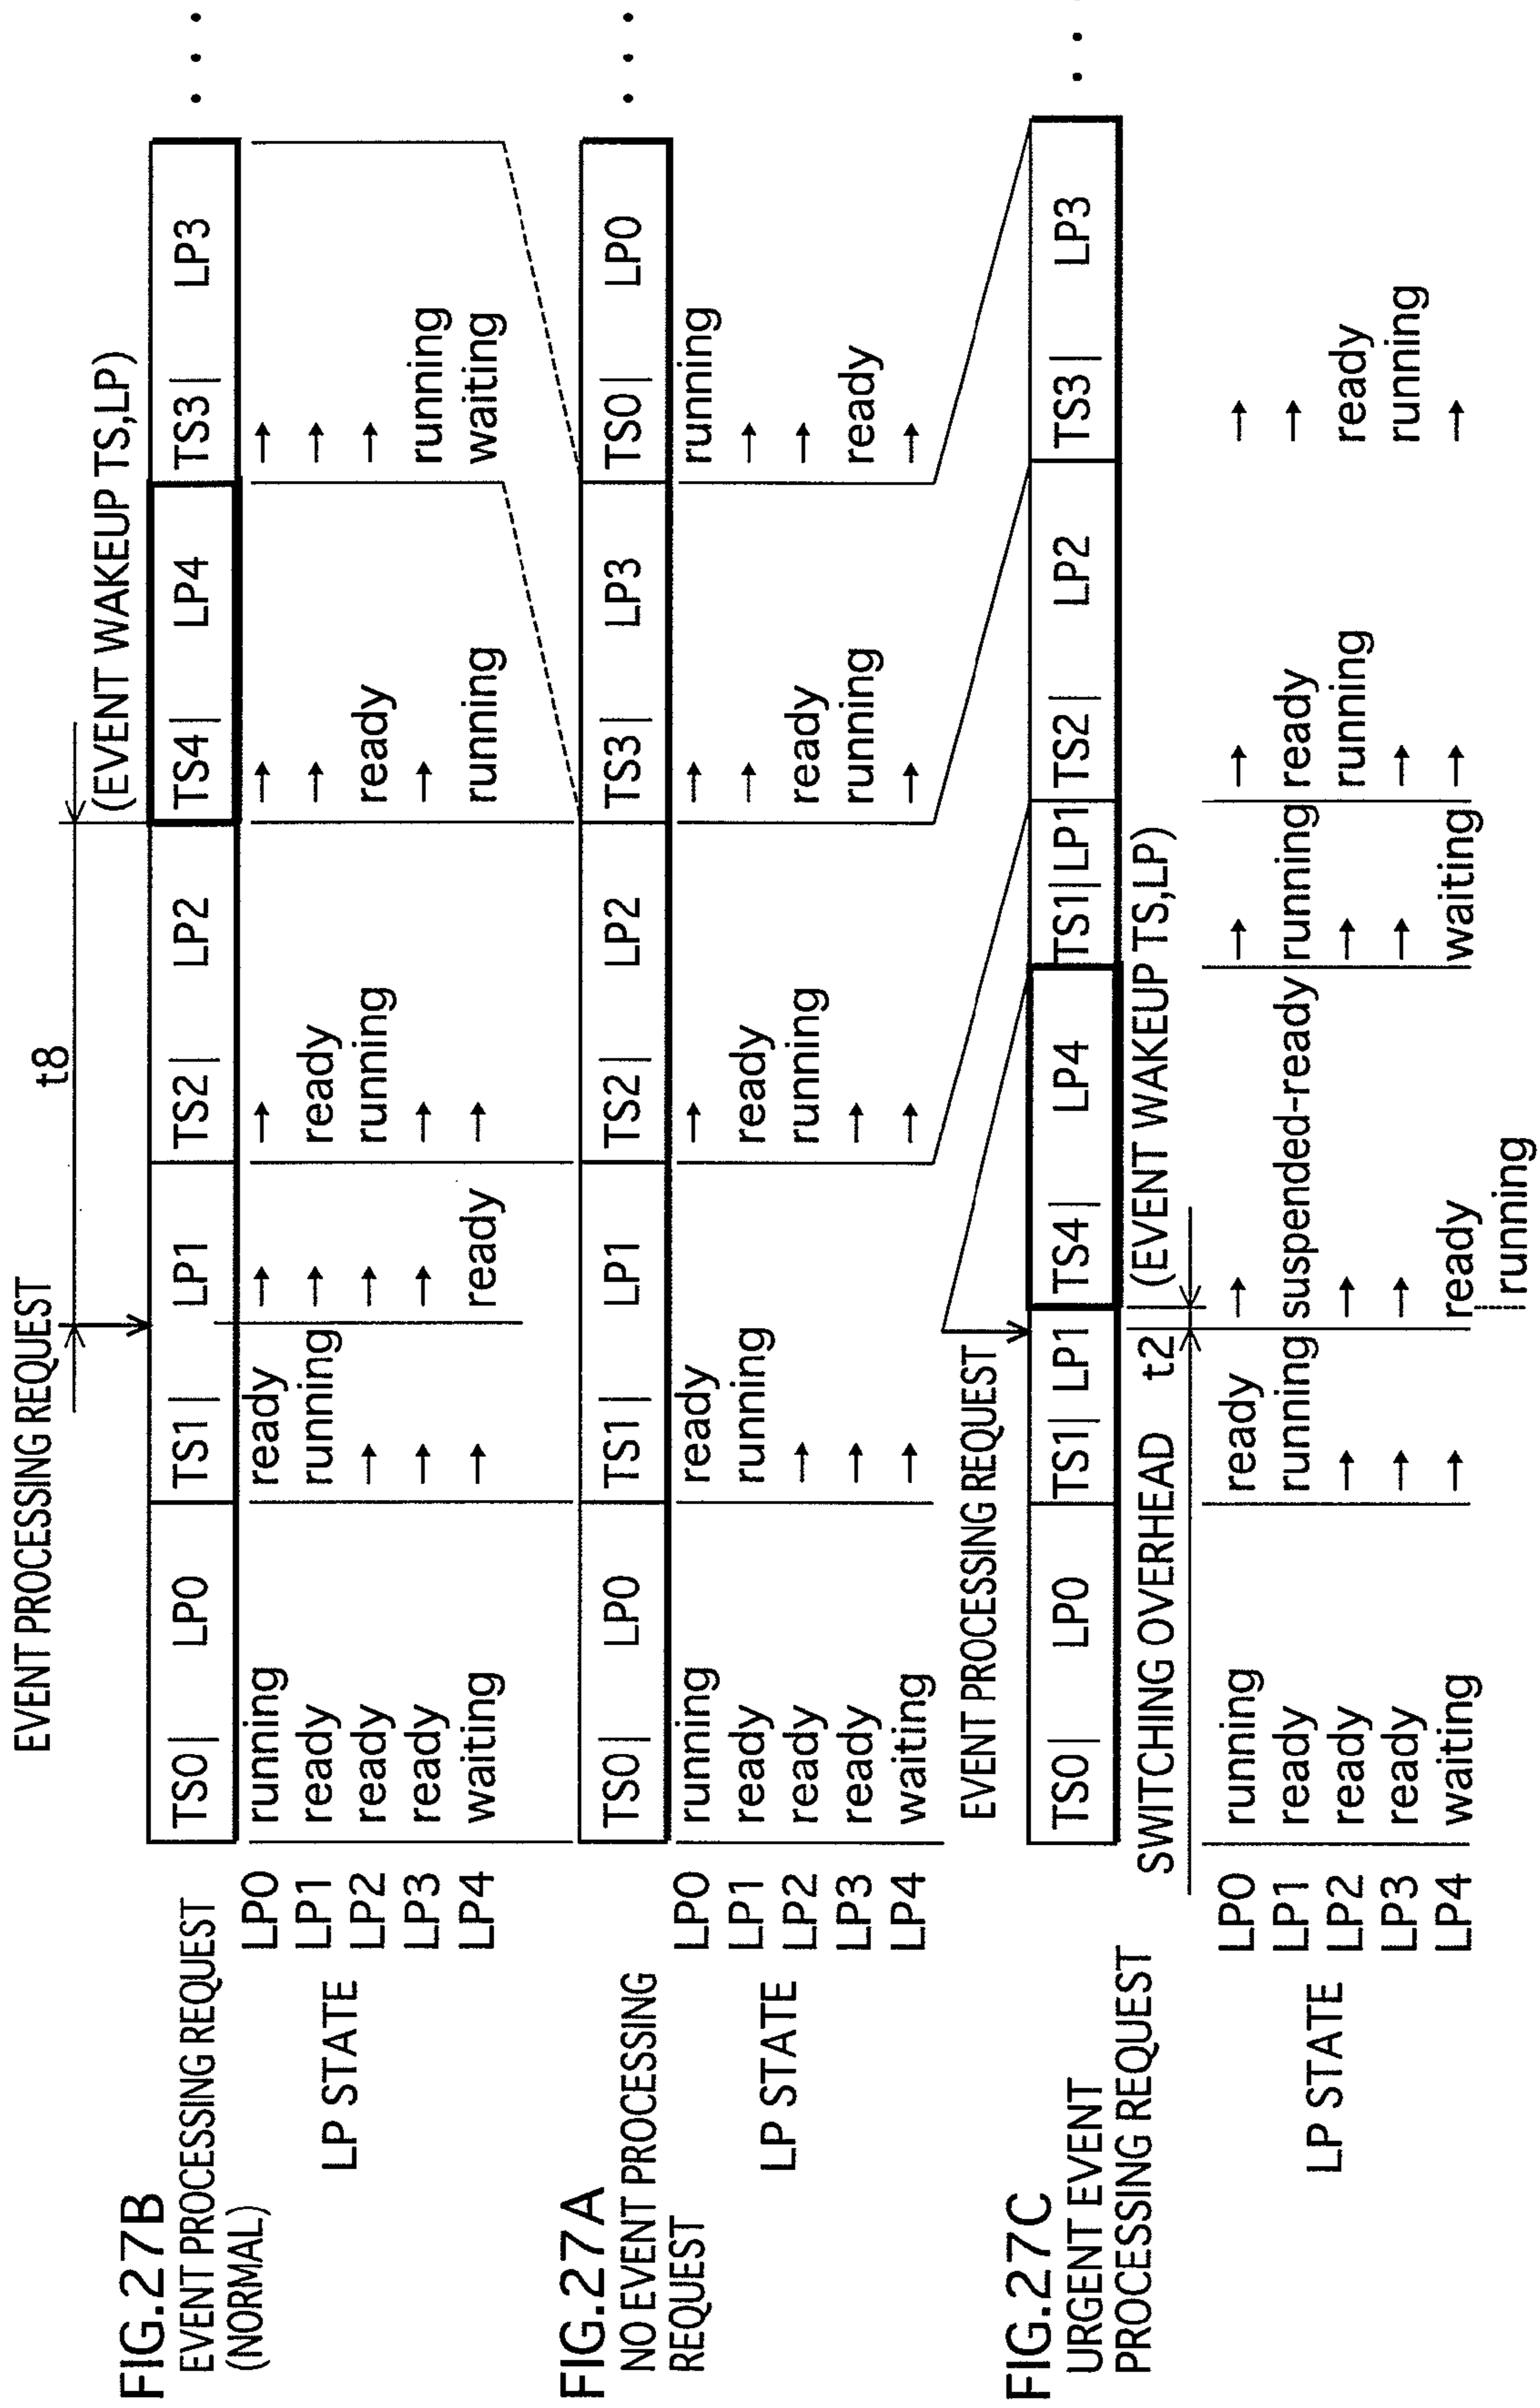 FIG.27B
EVENT PROCESSING REQUEST
(NORMAL)
EVENT PROCESSING REQUEST
t8
(EVENT WAKEUP TS,LP)
TS0 | LP0 TS1 | LP1 TS2 | LP2 TS4 | LP4 TS3 | LP3 • • •
LP STATE
LP0 running ready → → → →
LP1 ready running → ready → →
LP2 ready → → running ready →
LP3 ready → → → → running
LP4 waiting → ready → running waiting
FIG.27A
NO EVENT PROCESSING
REQUEST
TS0 | LP0 TS1 | LP1 TS2 | LP2 TS3 | LP3 TS0 | LP0 • • •
LP STATE
LP0 running ready → → running
LP1 ready running ready → →
LP2 ready → running ready →
LP3 ready → → running ready
LP4 waiting → → → →
FIG.27C
URGENT EVENT
PROCESSING REQUEST
EVENT PROCESSING REQUEST
TS0 | LP0 TS1 | LP1 TS4 | LP4 TS1 | LP1 TS2 | LP2 TS3 | LP3 • • •
SWITCHING OVERHEAD t2 (EVENT WAKEUP TS,LP)
LP STATE
LP0 running ready → → → →
LP1 ready running suspended-ready running ready →
LP2 ready → → → running ready
LP3 ready → → → → running
LP4 waiting → ready waiting → →
running